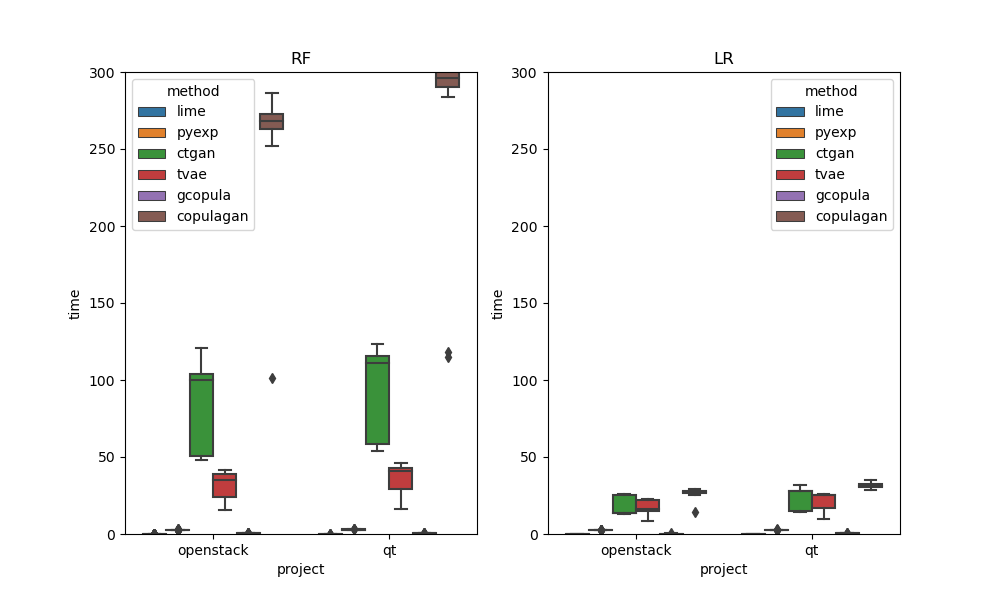 RF
time
300
250
200
150
100
50
0
method
lime
pyexp
ctgan
tvae
gcopula
copulagan
openstack
qt
project
LR
time
300
250
200
150
100
50
0
method
lime
pyexp
ctgan
tvae
gcopula
copulagan
openstack
qt
project